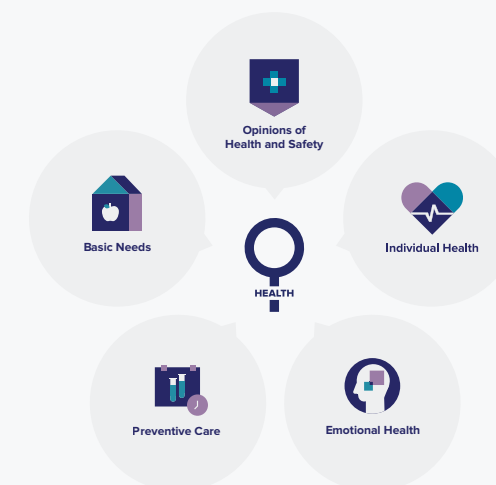 Opinions of
Health and Safety
Basic Needs
Individual Health
HEALTH
Preventive Care
Emotional Health